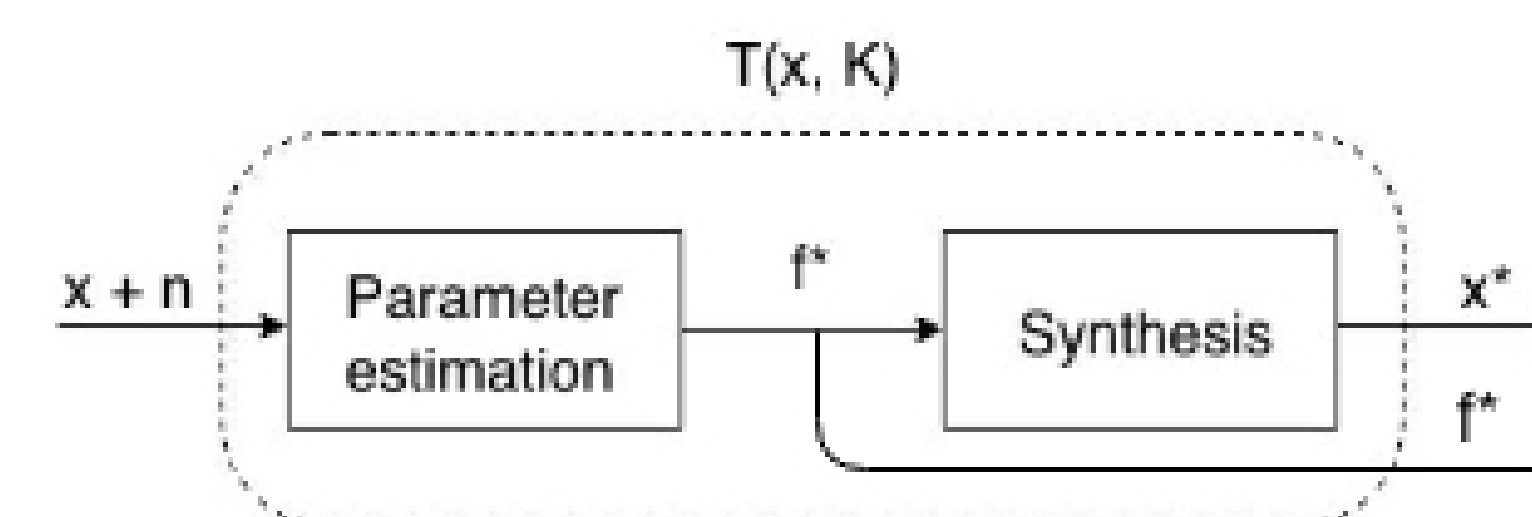 T(x, K)
x + n
Parameter
estimation
f*
Synthesis
x*
f*